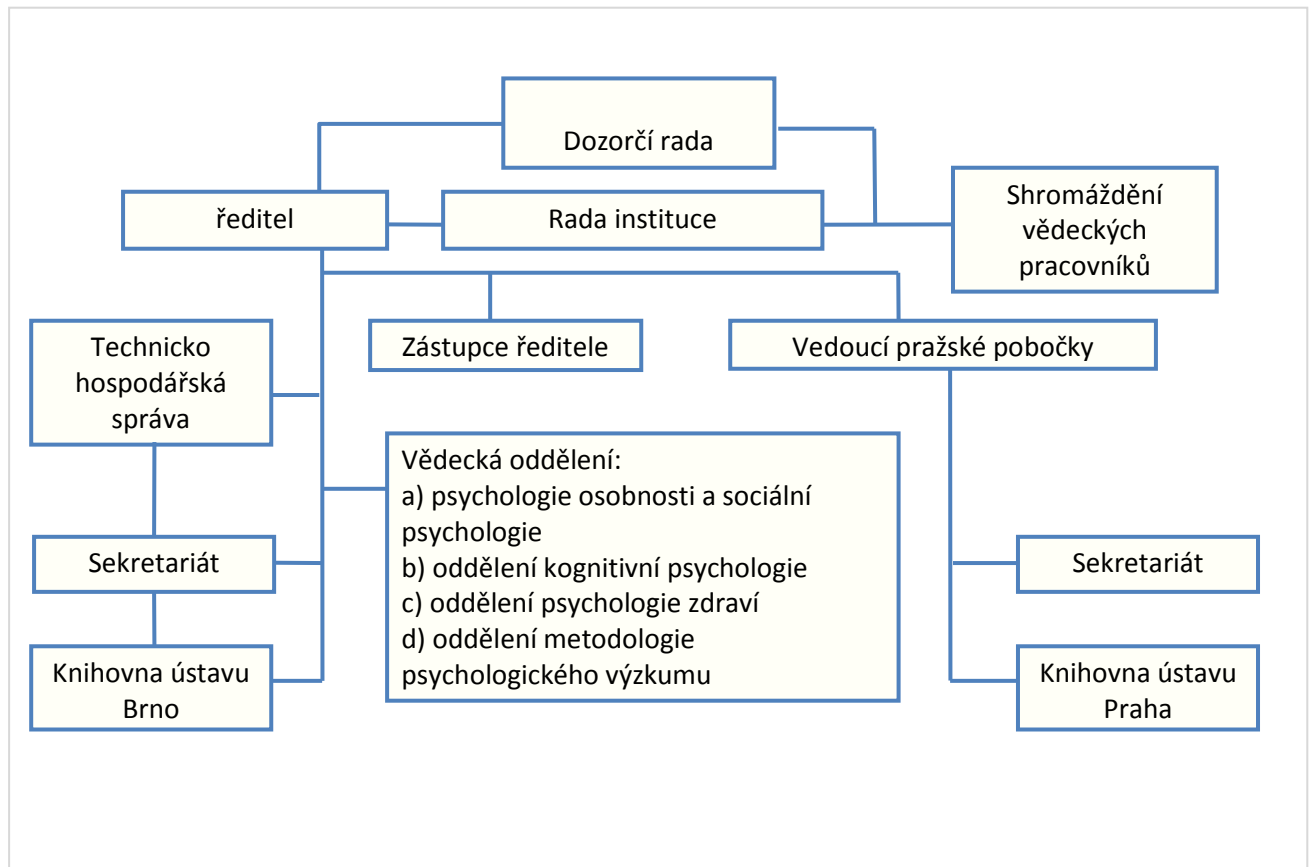 Dozorčí rada
ředitel
Rada instituce
Shromáždění
vědeckých
pracovníků
Technicko
hospodářská
správa
Zástupce ředitele
Vedoucí pražské pobočky
Vědecká oddělení:
a) psychologie osobnosti a sociální
psychologie
b) oddělení kognitivní psychologie
c) oddělení psychologie zdraví
d) oddělení metodologie
psychologického výzkumu
Sekretariát
Sekretariát
Knihovna ústavu
Brno
Knihovna ústavu
Praha